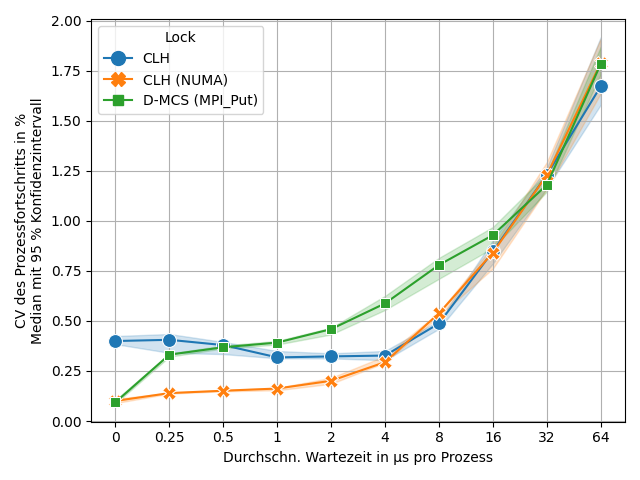 Lock
CLH
CLH (NUMA)
D-MCS (MPI_Put)
CV des Prozessfortschritts in %
Median mit 95 % Konfidenzintervall
2.00
1.75
1.50
1.25
1.00
0.75
0.50
0.25
0.00
0 0.25 0.5 1 2 4 8 16 32 64
Durchschn. Wartezeit in µs pro Prozess